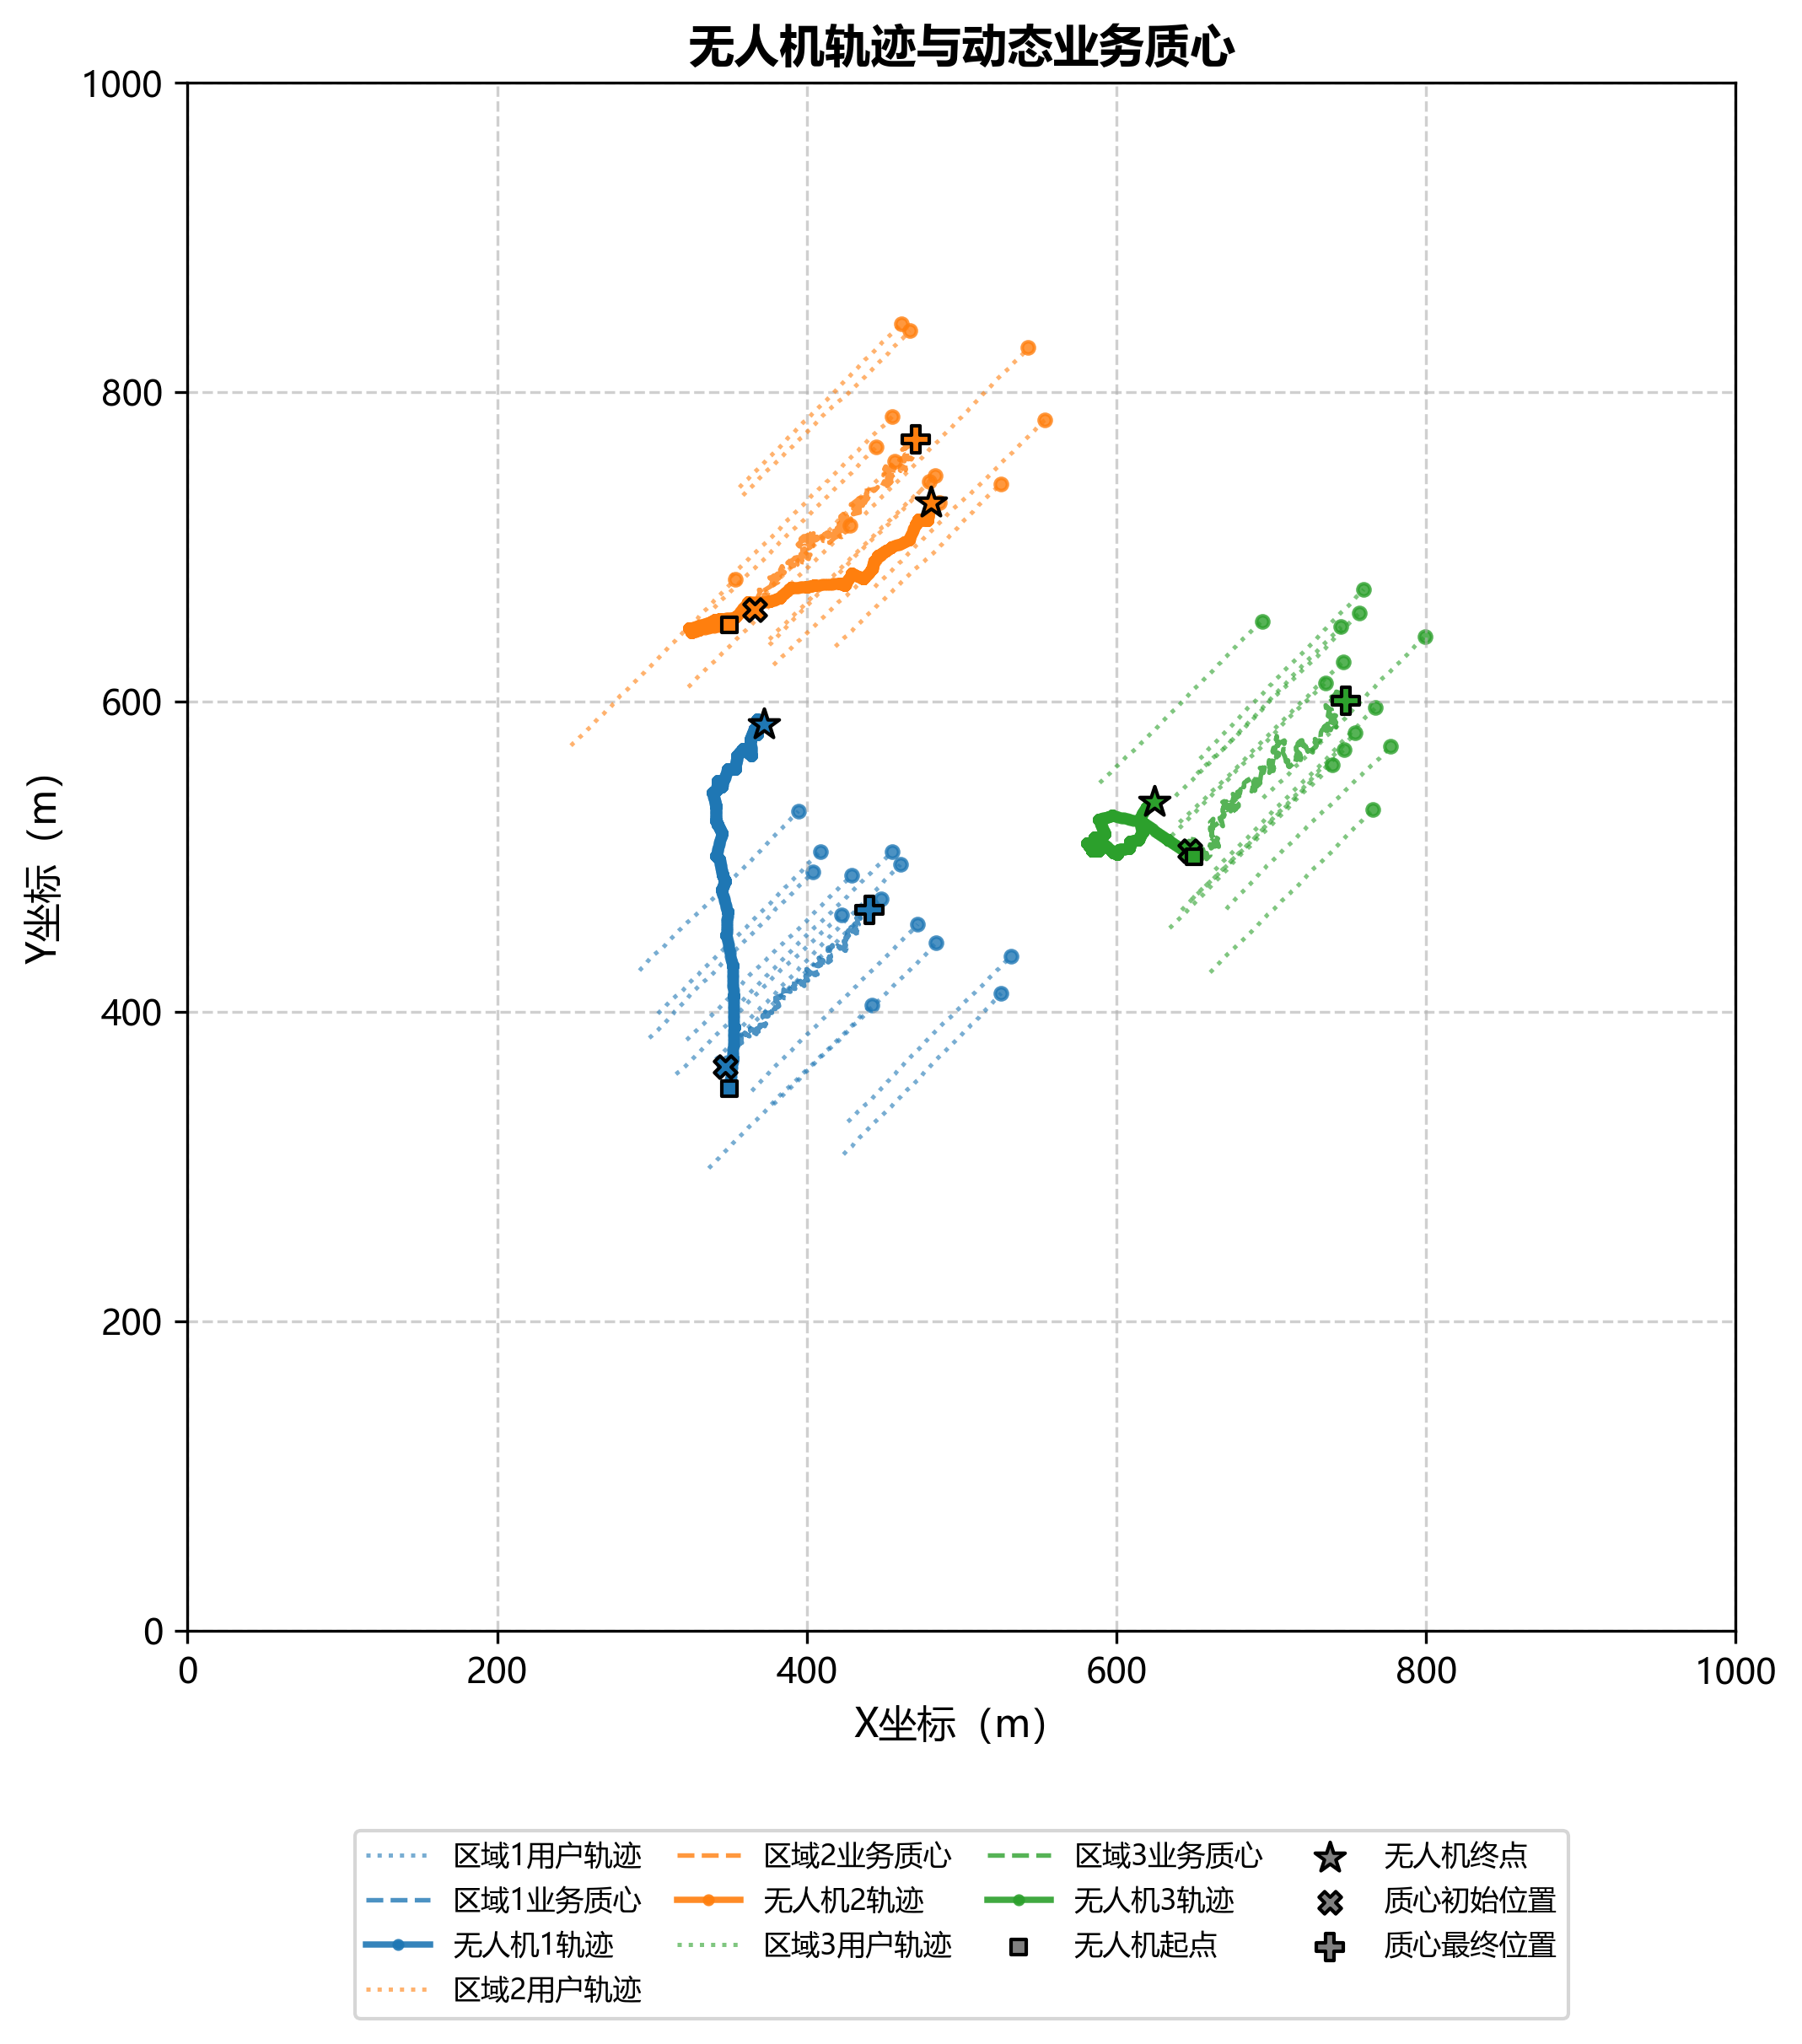 无人机轨迹与动态业务质心
1000
800
600
400
200
0
Y坐标（m）
0 200 400 600 800 1000
X坐标（m）
区域1用户轨迹 区域2业务质心 区域3业务质心 无人机终点
区域1业务质心 无人机2轨迹 无人机3轨迹 质心初始位置
无人机1轨迹 区域3用户轨迹 无人机起点 质心最终位置
区域2用户轨迹